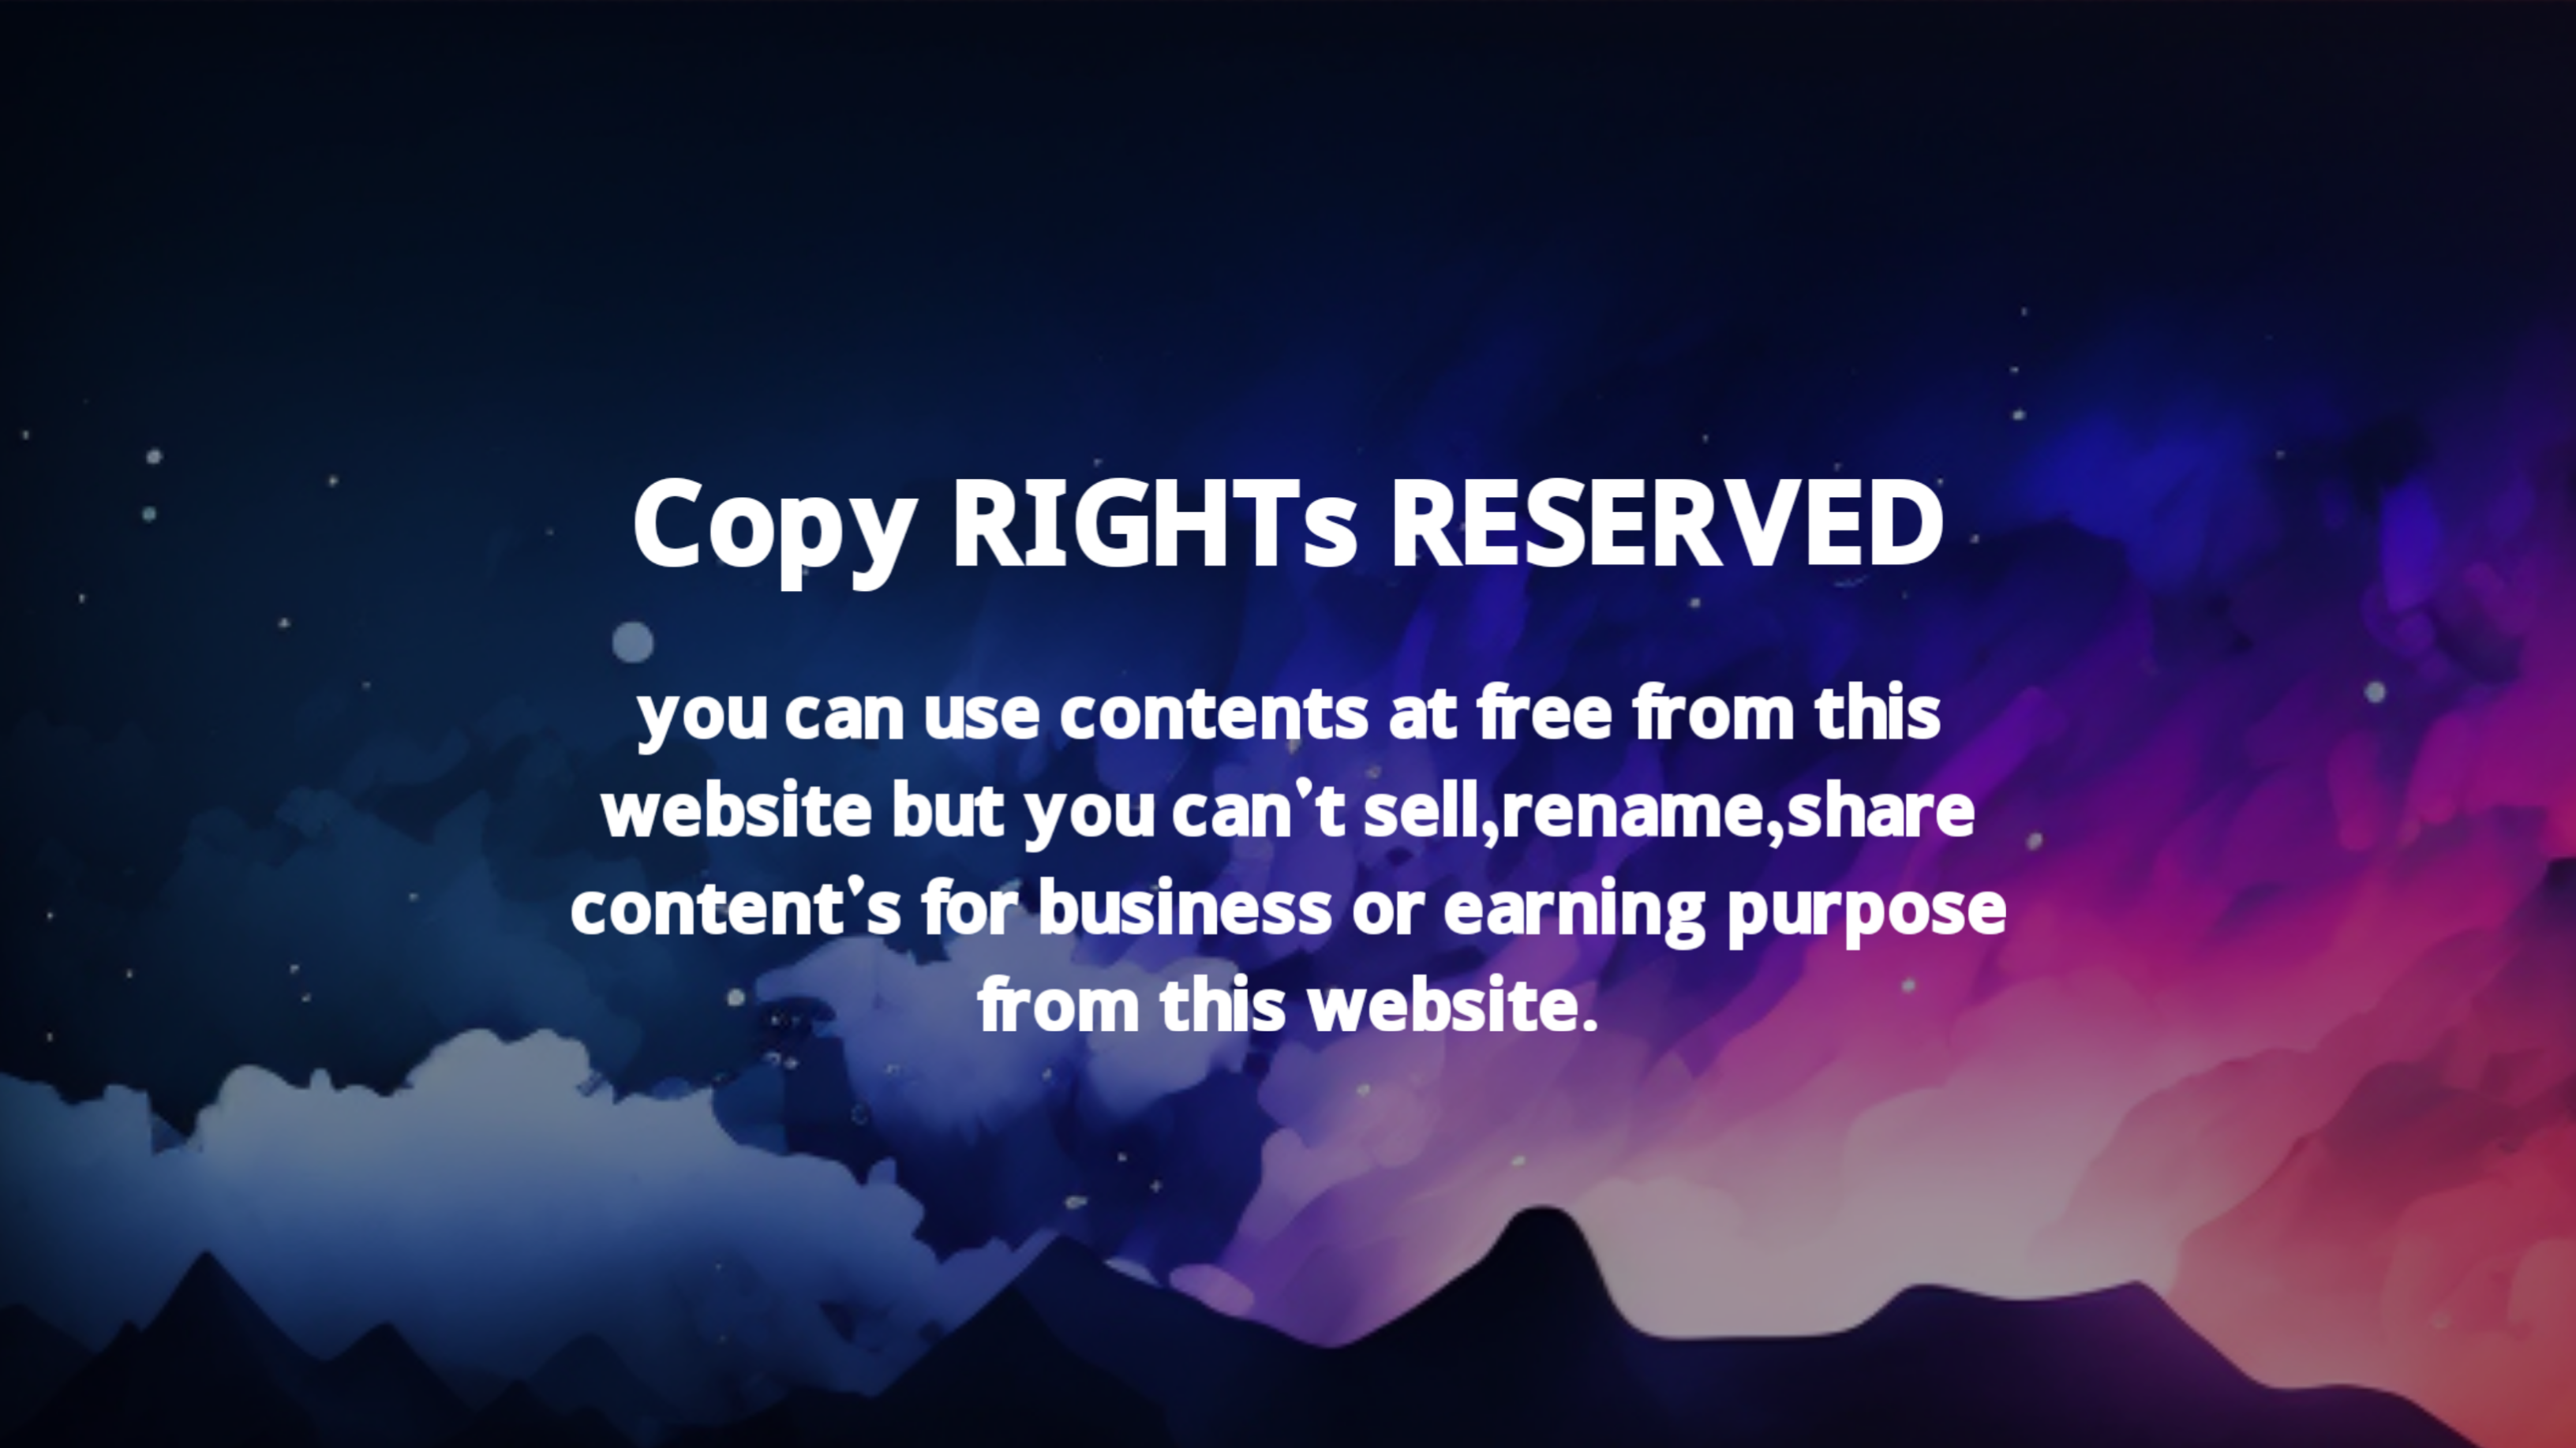 Copy RIGHTs RESERVED
you can use contents at free from this
website but you can't sell,rename,share
content's for business or earning purpose
from this website.